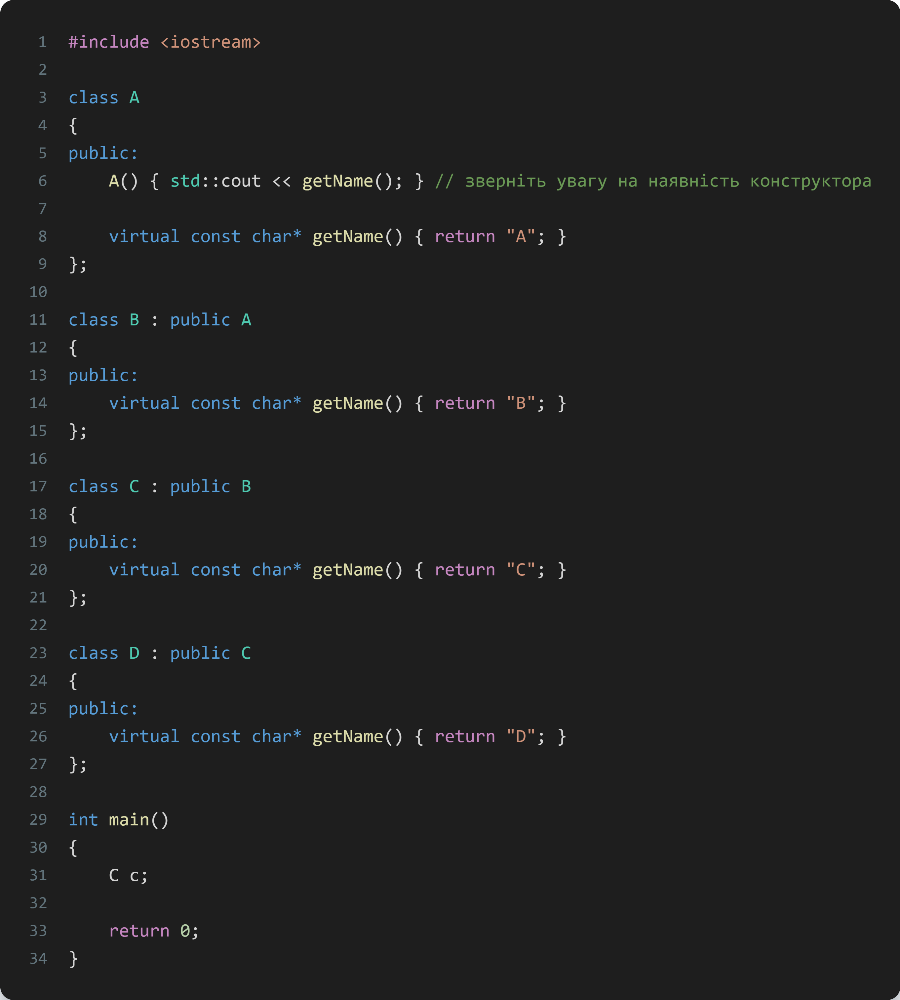 1 #include <iostream>
2
3 class A
4 {
5 public:
6     A() { std::cout << getName(); } // зверніть увагу на наявність конструктора
7
8     virtual const char* getName() { return "A"; }
9 };
10
11 class B : public A
12 {
13 public:
14     virtual const char* getName() { return "B"; }
15 };
16
17 class C : public B
18 {
19 public:
20     virtual const char* getName() { return "C"; }
21 };
22
23 class D : public C
24 {
25 public:
26     virtual const char* getName() { return "D"; }
27 };
28
29 int main()
30 {
31     C c;
32
33     return 0;
34 }